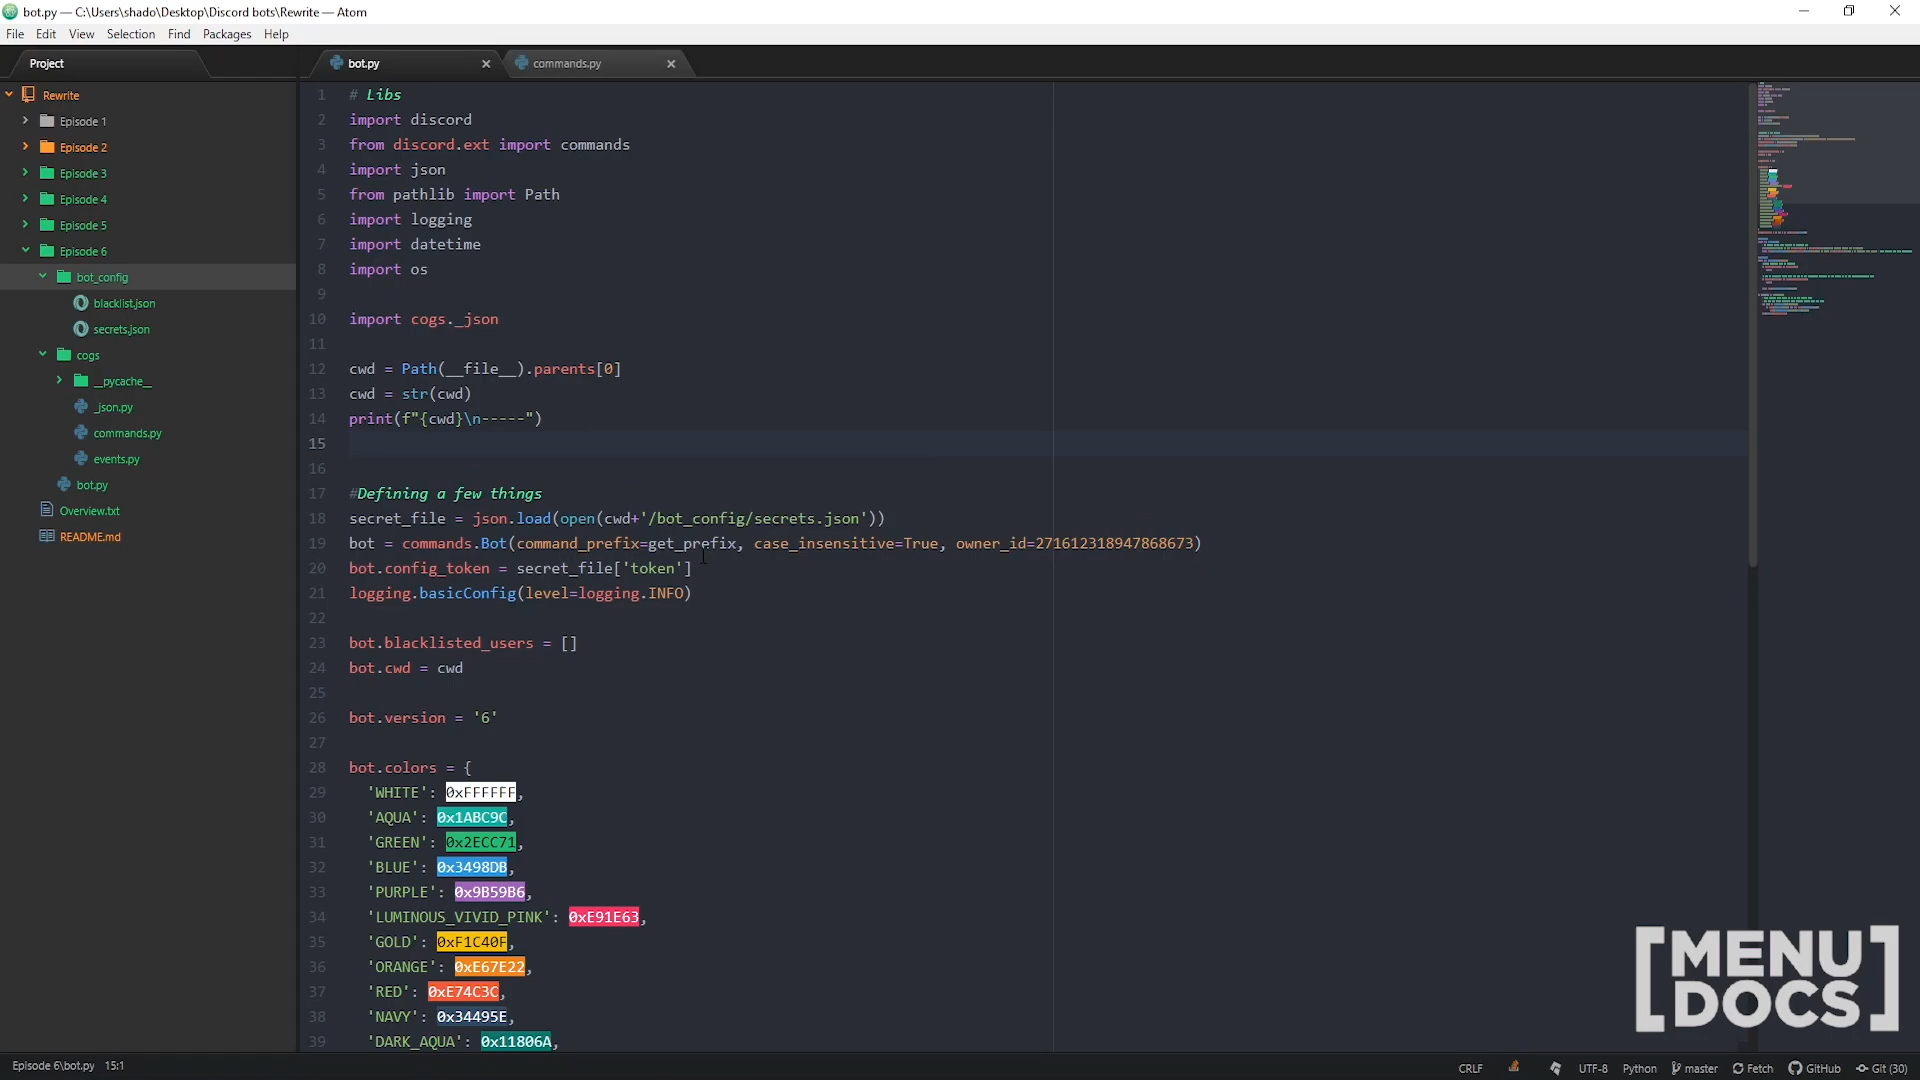 bot.py — C:\Users\shado\Desktop\Discord bots\Rewrite — Atom
File Edit View Selection Find Packages Help
Project
bot.py
commands.py
Rewrite
Episode 1
Episode 2
Episode 3
Episode 4
Episode 5
Episode 6
bot_config
blacklist.json
secrets.json
cogs
__pycache__
_json.py
commands.py
events.py
bot.py
Overview.txt
README.md
1 # Libs
2 import discord
3 from discord.ext import commands
4 import json
5 from pathlib import Path
6 import logging
7 import datetime
8 import os
9
10 import cogs._json
11
12 cwd = Path(__file__).parents[0]
13 cwd = str(cwd)
14 print(f"{cwd}\n-----")
15
16
17 #Defining a few things
18 secret_file = json.load(open(cwd+'/bot_config/secrets.json'))
19 bot = commands.Bot(command_prefix=get_prefix, case_insensitive=True, owner_id=271612318947868673)
20 bot.config_token = secret_file['token']
21 logging.basicConfig(level=logging.INFO)
22
23 bot.blacklisted_users = []
24 bot.cwd = cwd
25
26 bot.version = '6'
27
28 bot.colors = {
29 'WHITE': 0xFFFFFF,
30 'AQUA': 0x1ABC9C,
31 'GREEN': 0x2ECC71,
32 'BLUE': 0x3498DB,
33 'PURPLE': 0x9B59B6,
34 'LUMINOUS_VIVID_PINK': 0xE91E63,
35 'GOLD': 0xF1C40F,
36 'ORANGE': 0xE67E22,
37 'RED': 0xE74C3C,
38 'NAVY': 0x34495E,
39 'DARK_AQUA': 0x11806A,
[MENU
DOCS]
Episode 6\bot.py 15:1
CRLF UTF-8 Python master Fetch GitHub Git (30)